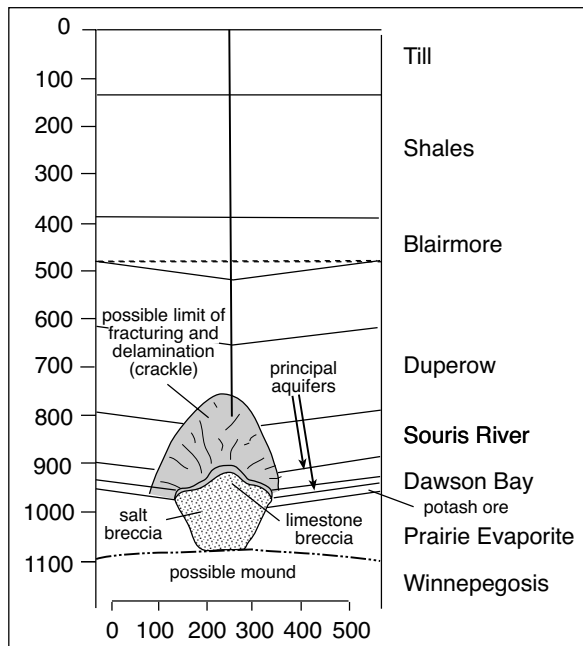 0
100
200
300
400
500
600
700
800
900
1000
1100
Till
Shales
Blairmore
Duperow
Souris River
Dawson Bay
potash ore
Prairie Evaporite
Winnepegosis
possible limit of
fracturing and
delamination
(crackle)
principal
aquifers
salt
breccia
limestone
breccia
possible mound
0 100 200 300 400 500